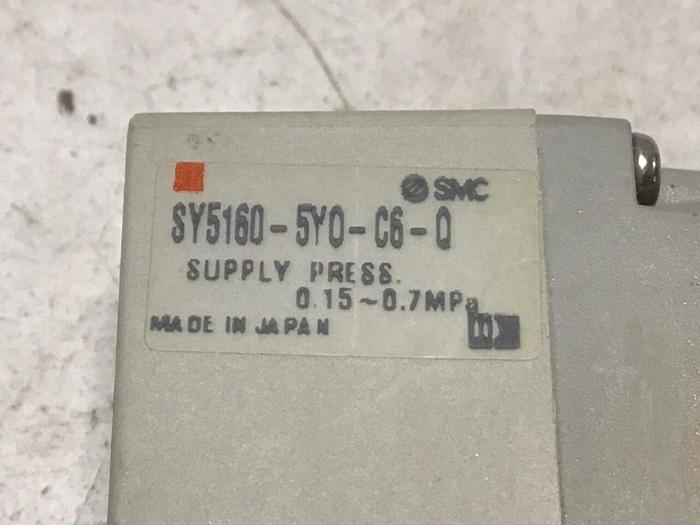 SMC
SY5160-5YO-C6-Q
SUPPLY PRESS.
0.15~0.7MPa
MADE IN JAPAN